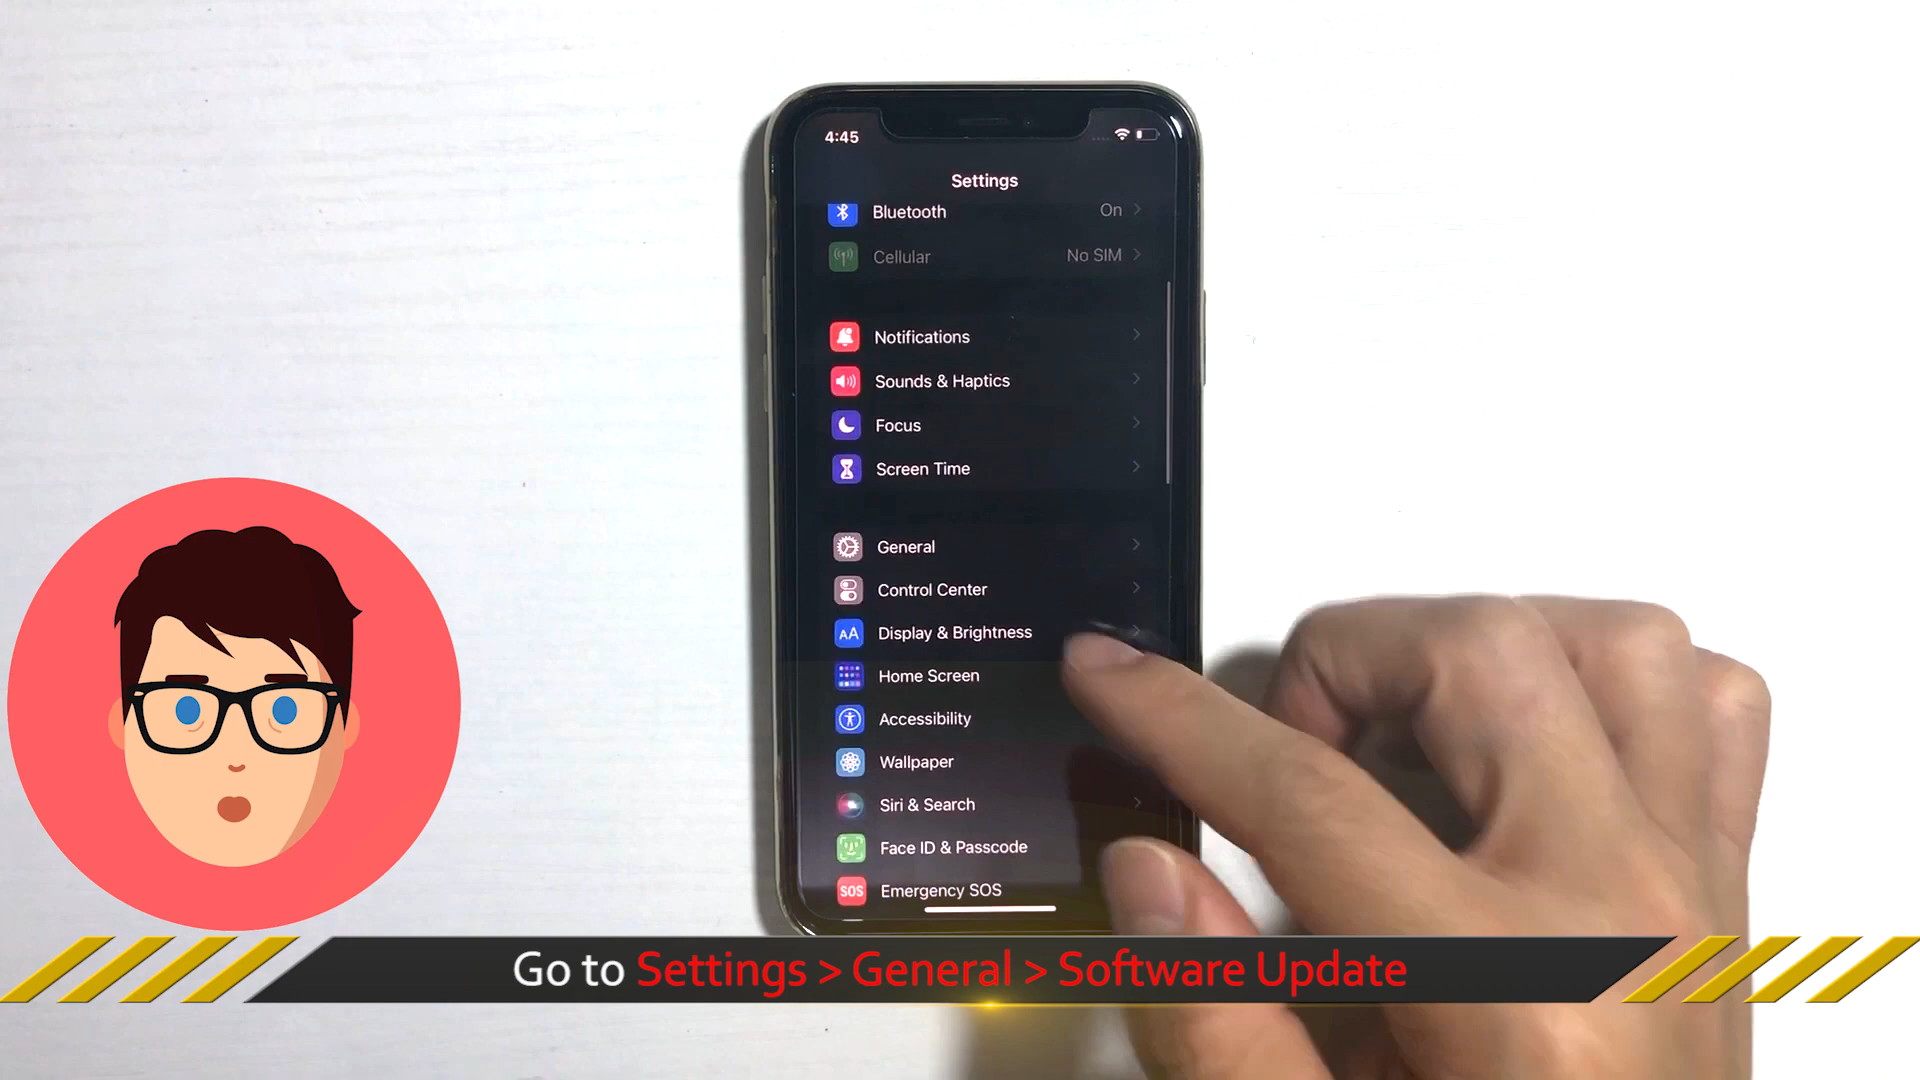 4:45
Settings
Bluetooth On
Cellular No SIM
Notifications
Sounds & Haptics
Focus
Screen Time
General
Control Center
AA Display & Brightness
Home Screen
Accessibility
Wallpaper
Siri & Search
Face ID & Passcode
SOS Emergency SOS
Go to Settings > General > Software Update